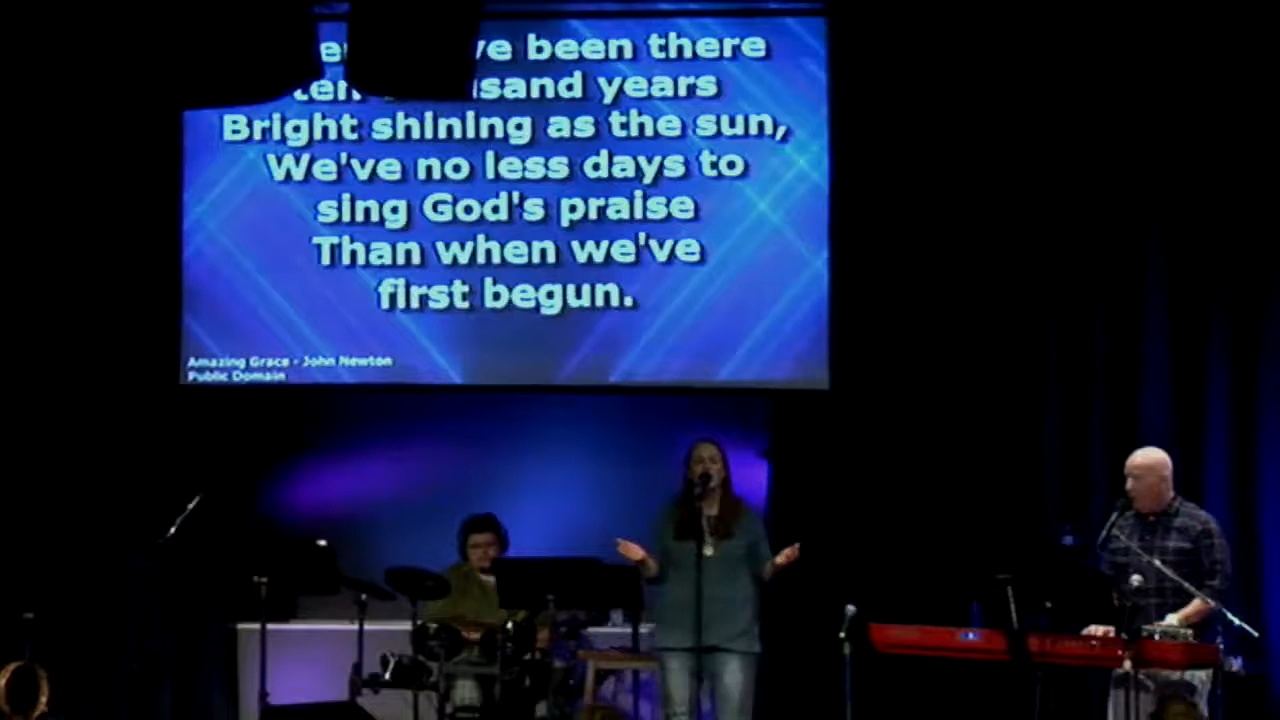 been there
years
Bright shining as the sun,
We've no less days to
sing God's praise
Than when we've
first begun.
Amazing Grace - John Newton
Public Domain